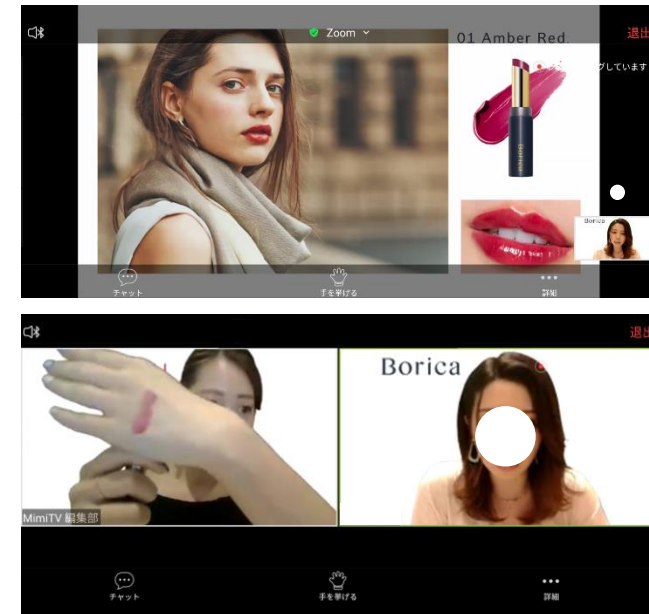 Zoom
01 Amber Red.
退出
グしています
Borica
Borica
チャット
手を挙げる
詳細
退出
Borica
MimiTV 編集部
チャット
手を挙げる
詳細